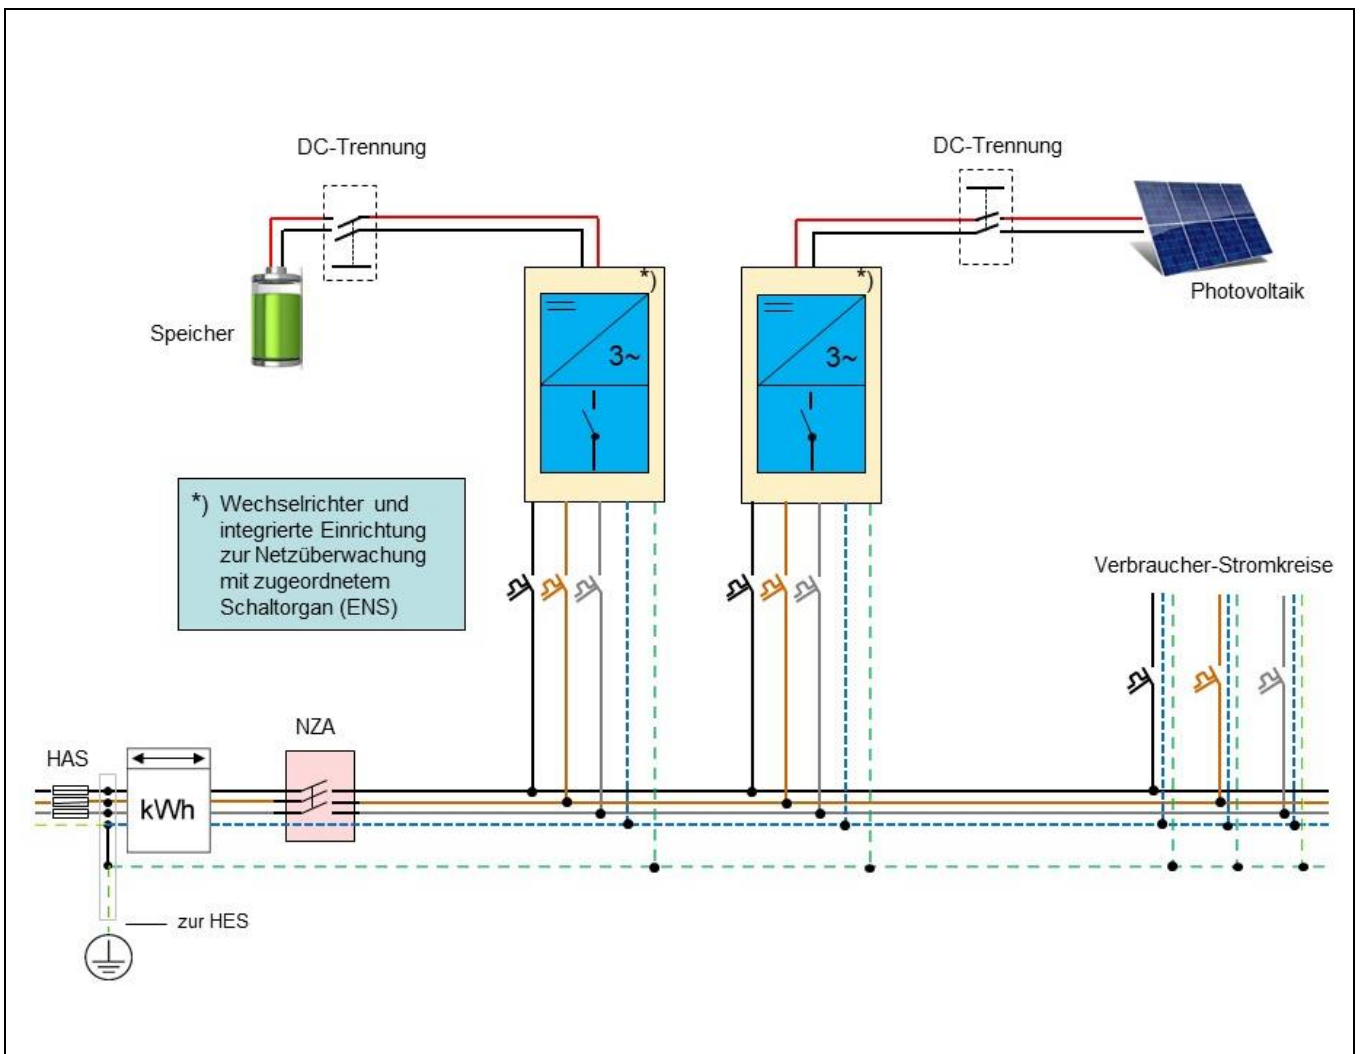 DC-Trennung
DC-Trennung
*)
*)
Photovoltaik
Speicher
3~
3~
*) Wechselrichter und
integrierte Einrichtung
zur Netzüberwachung
mit zugeordnetem
Schaltorgan (ENS)
Verbraucher-Stromkreise
NZA
HAS
kWh
zur HES